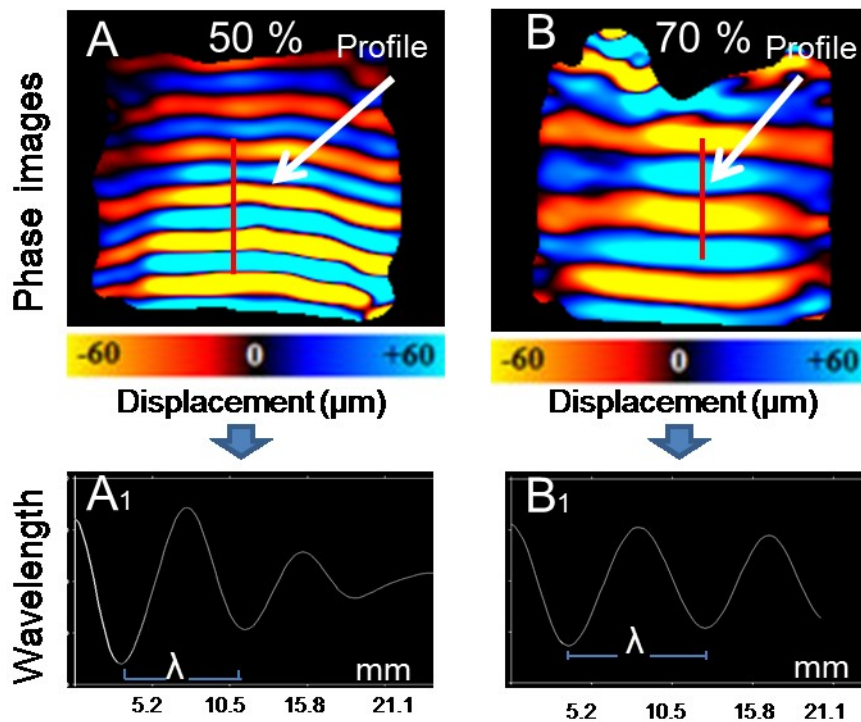 Phase images
A 50 % Profile
B 70 % Profile
-60 0 +60
-60 0 +60
Displacement (µm)
Displacement (µm)
Wavelength
A1
λ mm
5.2 10.5 15.8 21.1
B1
λ mm
5.2 10.5 15.8 21.1